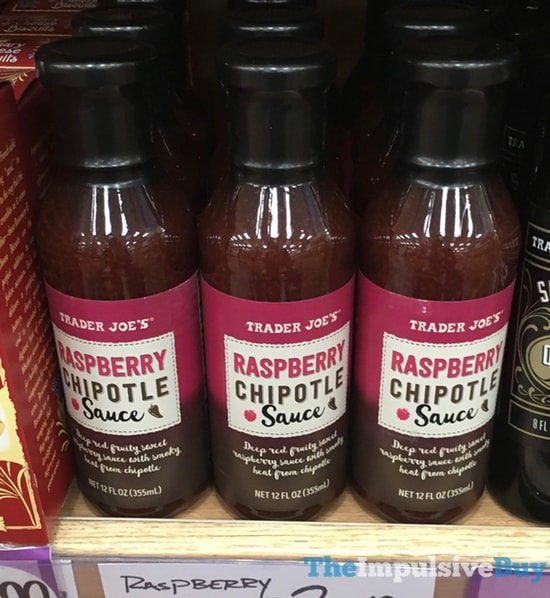 Biscuits
TRADER JOE'S
RASPBERRY
CHIPOTLE
Sauce
Deep red fruity sweet
raspberry sauce with smoky
heat from chipotle
NET 12 FL OZ (355mL)
TRADER JOE'S
RASPBERRY
CHIPOTLE
Sauce
Deep red fruity sweet
raspberry sauce with smoky
heat from chipotle
NET 12 FL OZ (355mL)
TRADER JOE'S
RASPBERRY
CHIPOTLE
Sauce
Deep red fruity sweet
raspberry sauce with smoky
heat from chipotle
NET 12 FL OZ (355mL)
8 FL
RASPBERRY
TheImpulsiveBuy